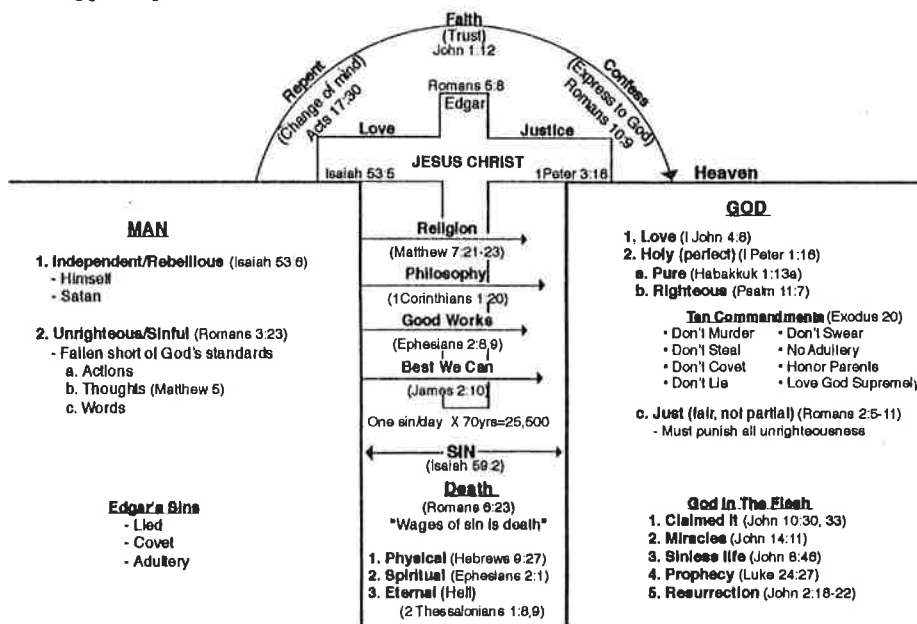 Faith
(Trust)
John 1:12
Repent
(Change of mind)
Acts 17:30
Confess
(Express to God)
Romans 10:9
Romans 5:8
Edgar
Love
Justice
JESUS CHRIST
Isaiah 53:5
1Peter 3:18
Heaven
MAN
1. Independent/Rebellious (Isaiah 53:6)
- Himself
- Satan
2. Unrighteous/Sinful (Romans 3:23)
- Fallen short of God's standards
a. Actions
b. Thoughts (Matthew 5)
c. Words
Edgar's Sins
- Lied
- Covet
- Adultery
Religion
(Matthew 7:21-23)
Philosophy
(1Corinthians 1:20)
Good Works
(Ephesians 2:8,9)
Best We Can
(James 2:10)
One sin/day X 70yrs=25,500
SIN
(Isaiah 59:2)
Death
(Romans 6:23)
"Wages of sin is death"
1. Physical (Hebrews 9:27)
2. Spiritual (Ephesians 2:1)
3. Eternal (Hell)
(2 Thessalonians 1:8,9)
GOD
1. Love (I John 4:8)
2. Holy (perfect) (I Peter 1:16)
a. Pure (Habakkuk 1:13a)
b. Righteous (Psalm 11:7)
Ten Commandments (Exodus 20)
• Don't Murder • Don't Swear
• Don't Steal • No Adultery
• Don't Covet • Honor Parents
• Don't Lie • Love God Supremely
c. Just (fair, not partial) (Romans 2:5-11)
- Must punish all unrighteousness
God In The Flesh
1. Claimed It (John 10:30, 33)
2. Miracles (John 14:11)
3. Sinless life (John 8:46)
4. Prophecy (Luke 24:27)
5. Resurrection (John 2:18-22)